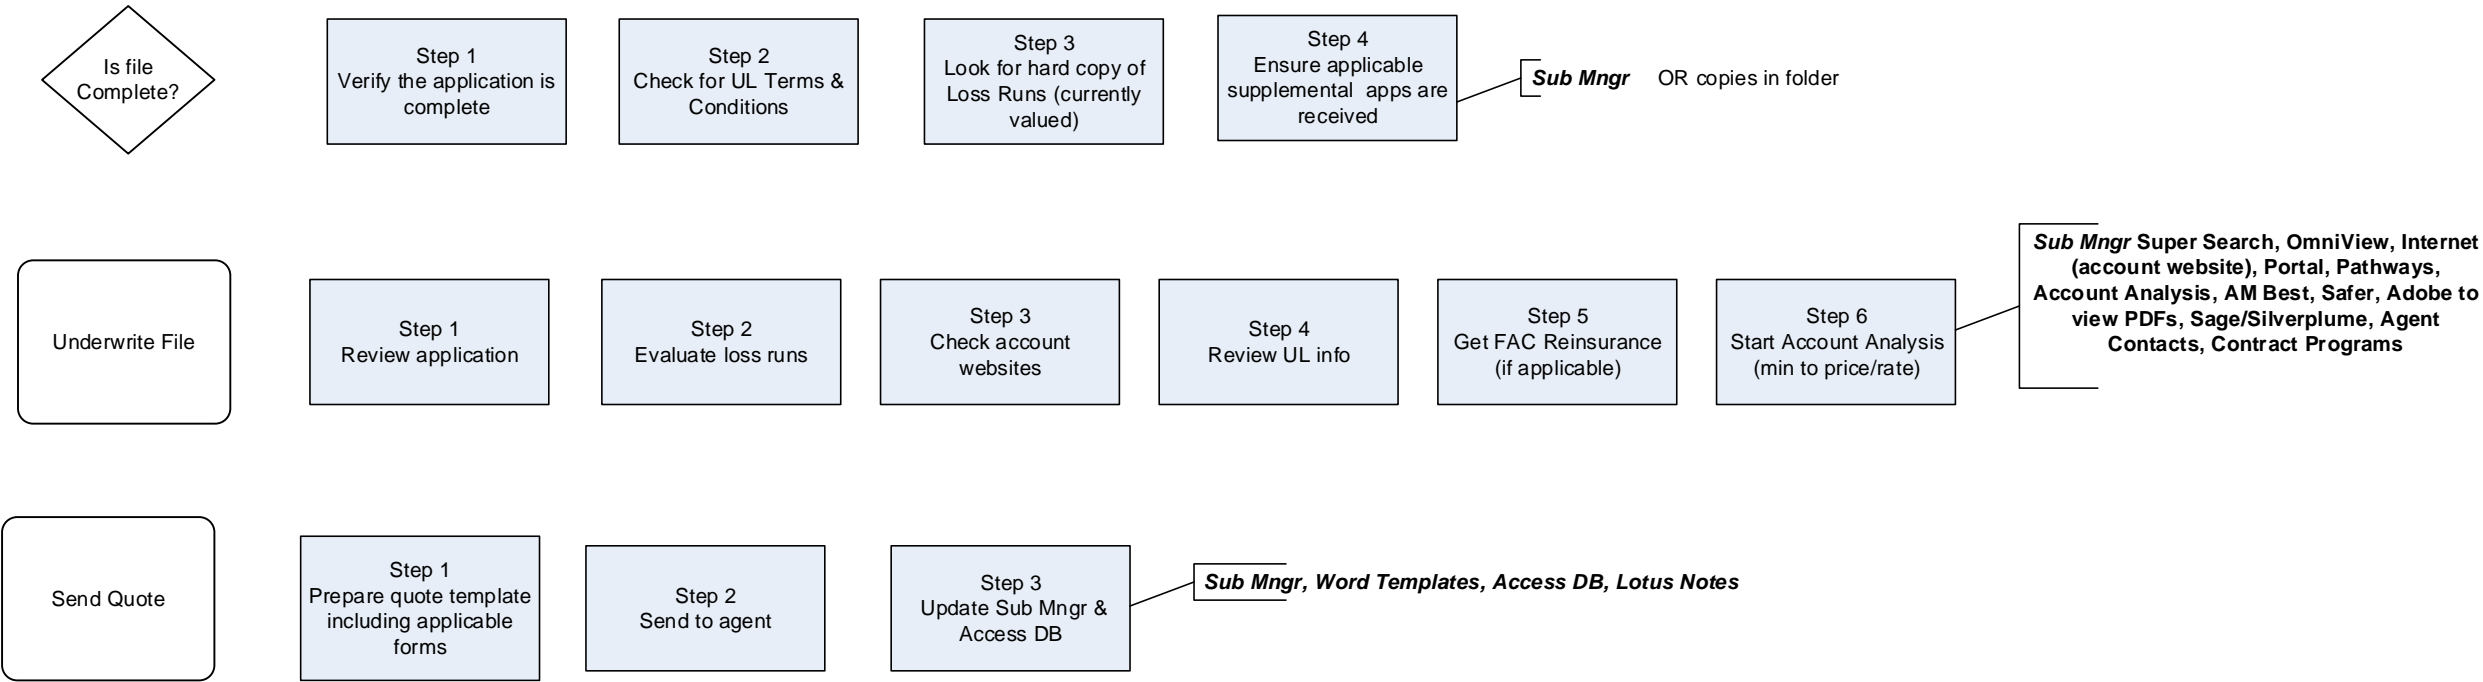 Is file
Complete?
Step 1
Verify the application is
complete
Step 2
Check for UL Terms &
Conditions
Step 3
Look for hard copy of
Loss Runs (currently
valued)
Step 4
Ensure applicable
supplemental apps are
received
Sub Mngr OR copies in folder
Underwrite File
Step 1
Review application
Step 2
Evaluate loss runs
Step 3
Check account
websites
Step 4
Review UL info
Step 5
Get FAC Reinsurance
(if applicable)
Step 6
Start Account Analysis
(min to price/rate)
Sub Mngr Super Search, OmniView, Internet
(account website), Portal, Pathways,
Account Analysis, AM Best, Safer, Adobe to
view PDFs, Sage/Silverplume, Agent
Contacts, Contract Programs
Send Quote
Step 1
Prepare quote template
including applicable
forms
Step 2
Send to agent
Step 3
Update Sub Mngr &
Access DB
Sub Mngr, Word Templates, Access DB, Lotus Notes